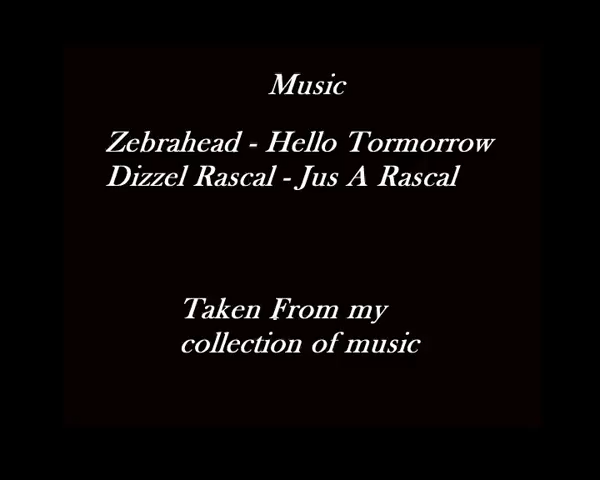 Music
Zebrahead - Hello Tormorrow
Dizzel Rascal - Jus A Rascal
Taken From my
collection of music